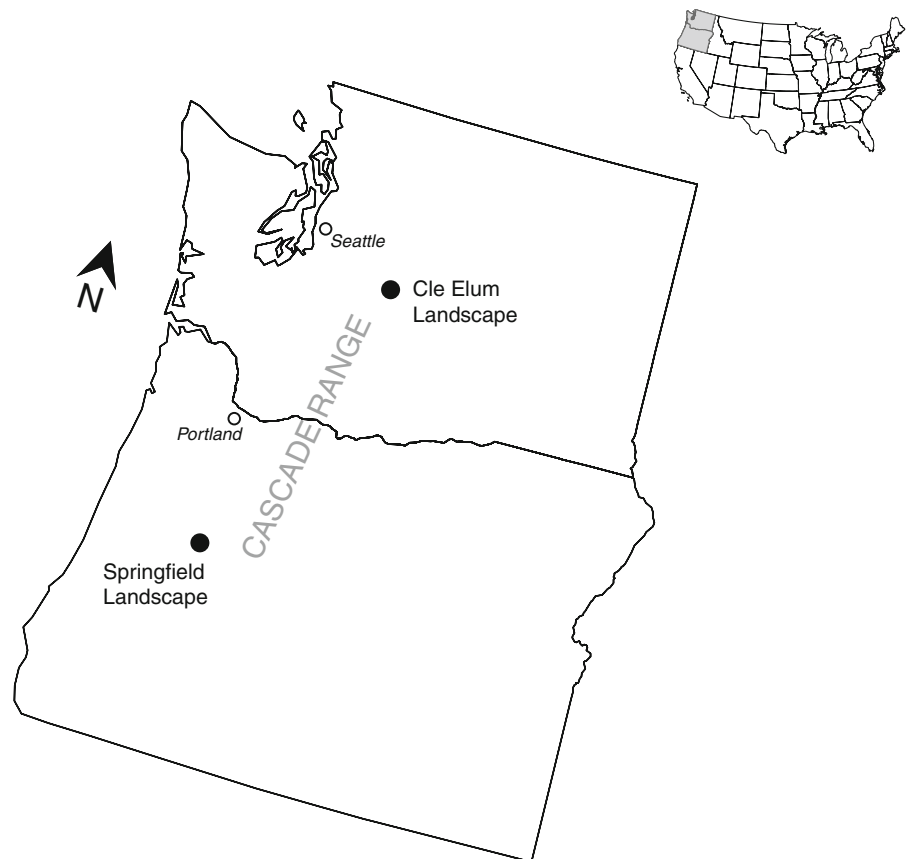 Seattle
N
Cle Elum
Landscape
CASCADE RANGE
Portland
Springfield
Landscape